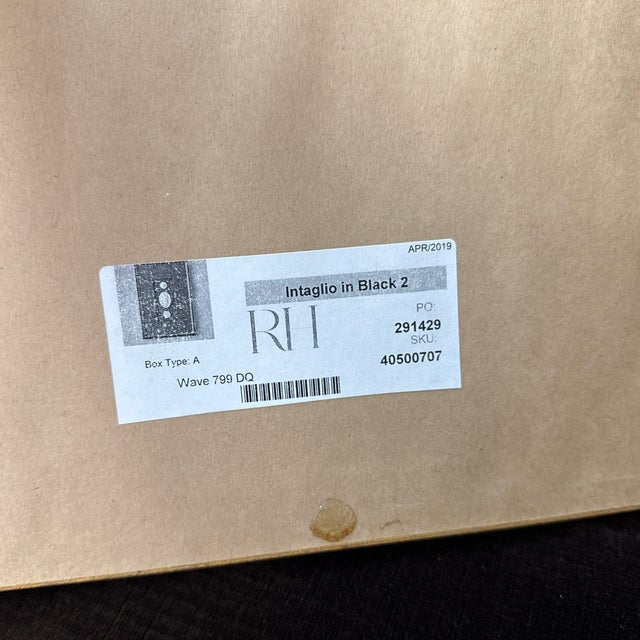 APR/2019
Intaglio in Black 2
RH
PO:
291429
SKU:
40500707
Box Type: A
Wave 799 DQ